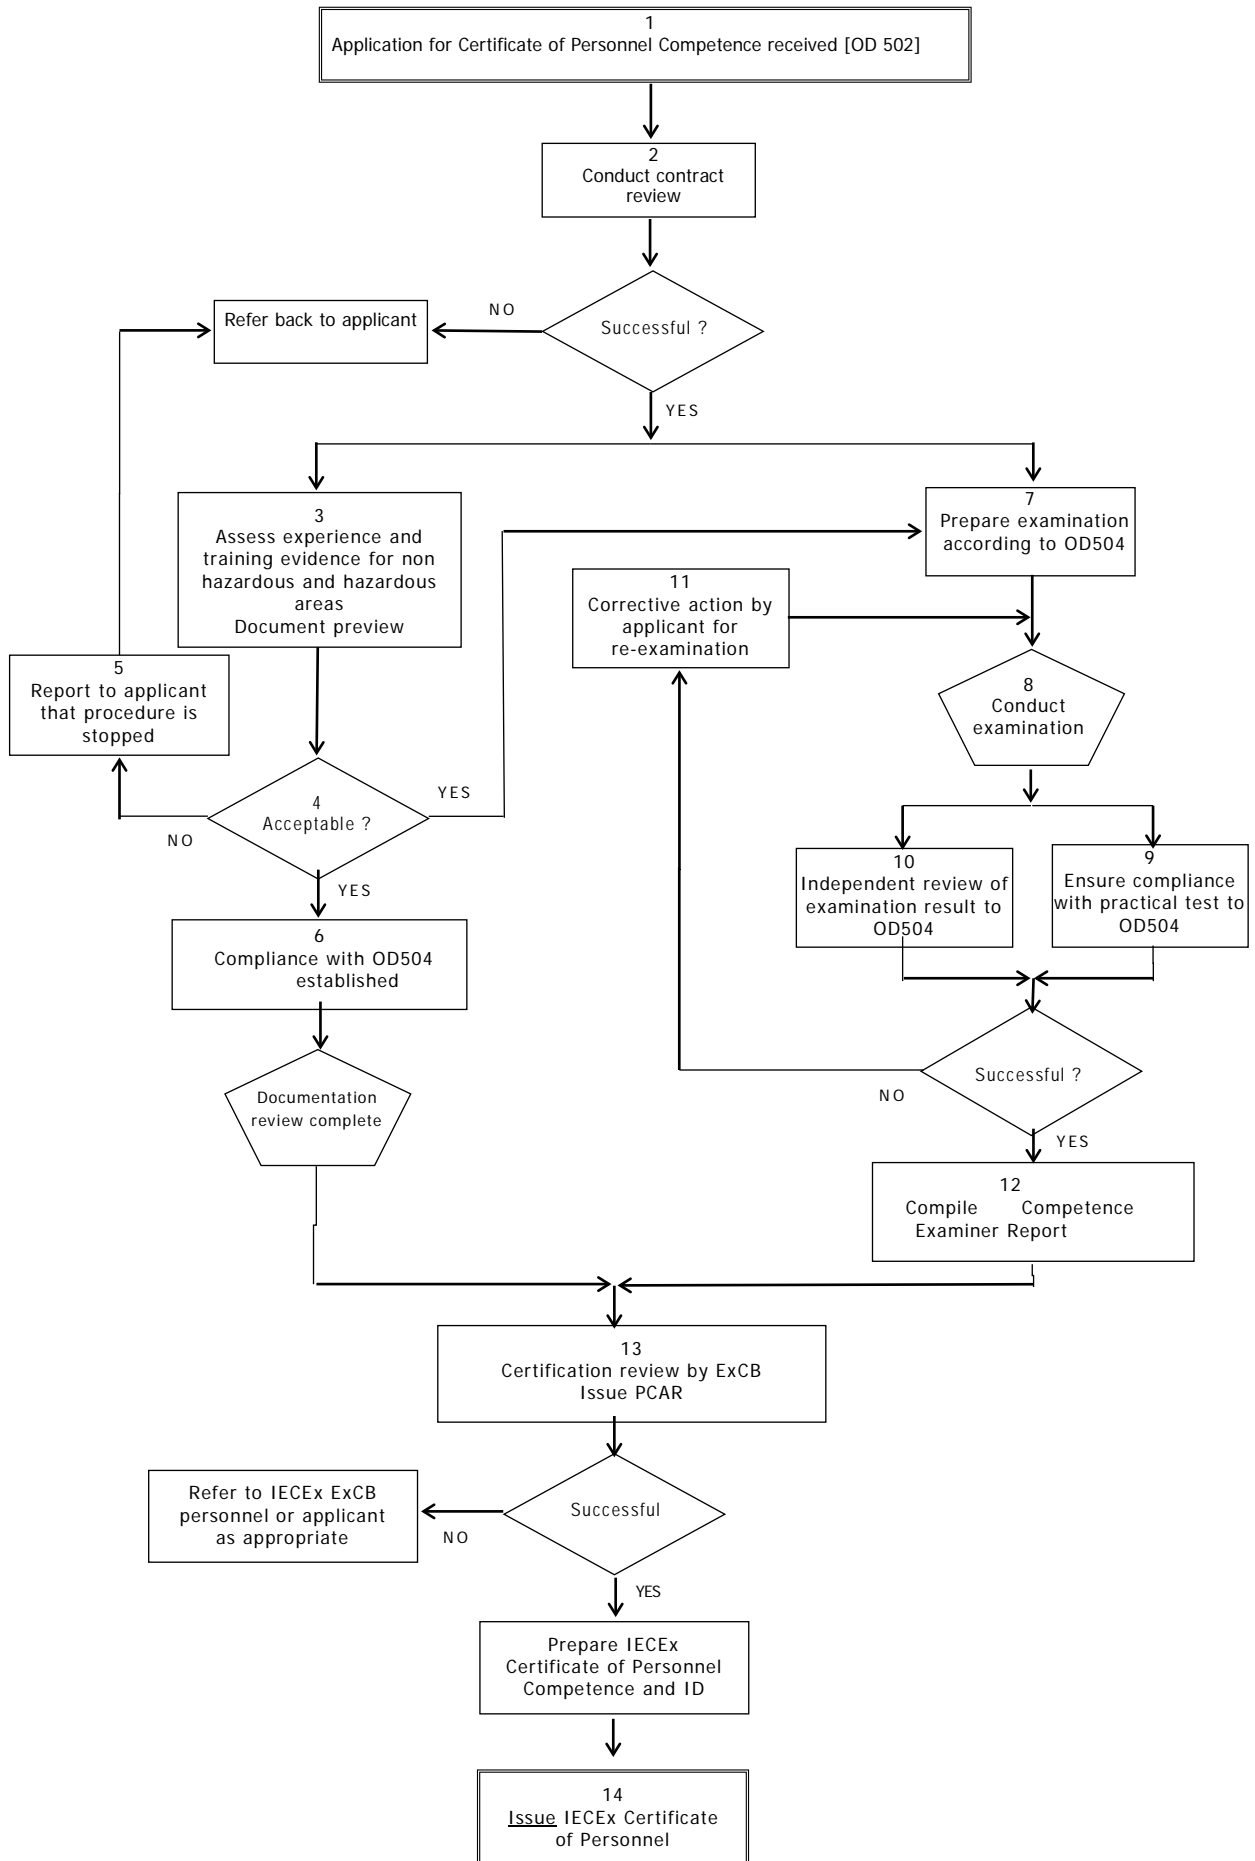 1
Application for Certificate of Personnel Competence received [OD 502]
2
Conduct contract
review
Successful ?
NO
Refer back to applicant
YES
3
Assess experience and
training evidence for non
hazardous and hazardous
areas
Document preview
7
Prepare examination
according to OD504
11
Corrective action by
applicant for
re-examination
5
Report to applicant
that procedure is
stopped
8
Conduct
examination
4
Acceptable ?
YES
NO
YES
10
Independent review of
examination result to
OD504
9
Ensure compliance
with practical test to
OD504
6
Compliance with OD504
established
Successful ?
NO
YES
Documentation
review complete
12
Compile Competence
Examiner Report
13
Certification review by ExCB
Issue PCAR
Successful
NO
Refer to IECEx ExCB
personnel or applicant
as appropriate
YES
Prepare IECEx
Certificate of Personnel
Competence and ID
14
Issue IECEx Certificate
of Personnel